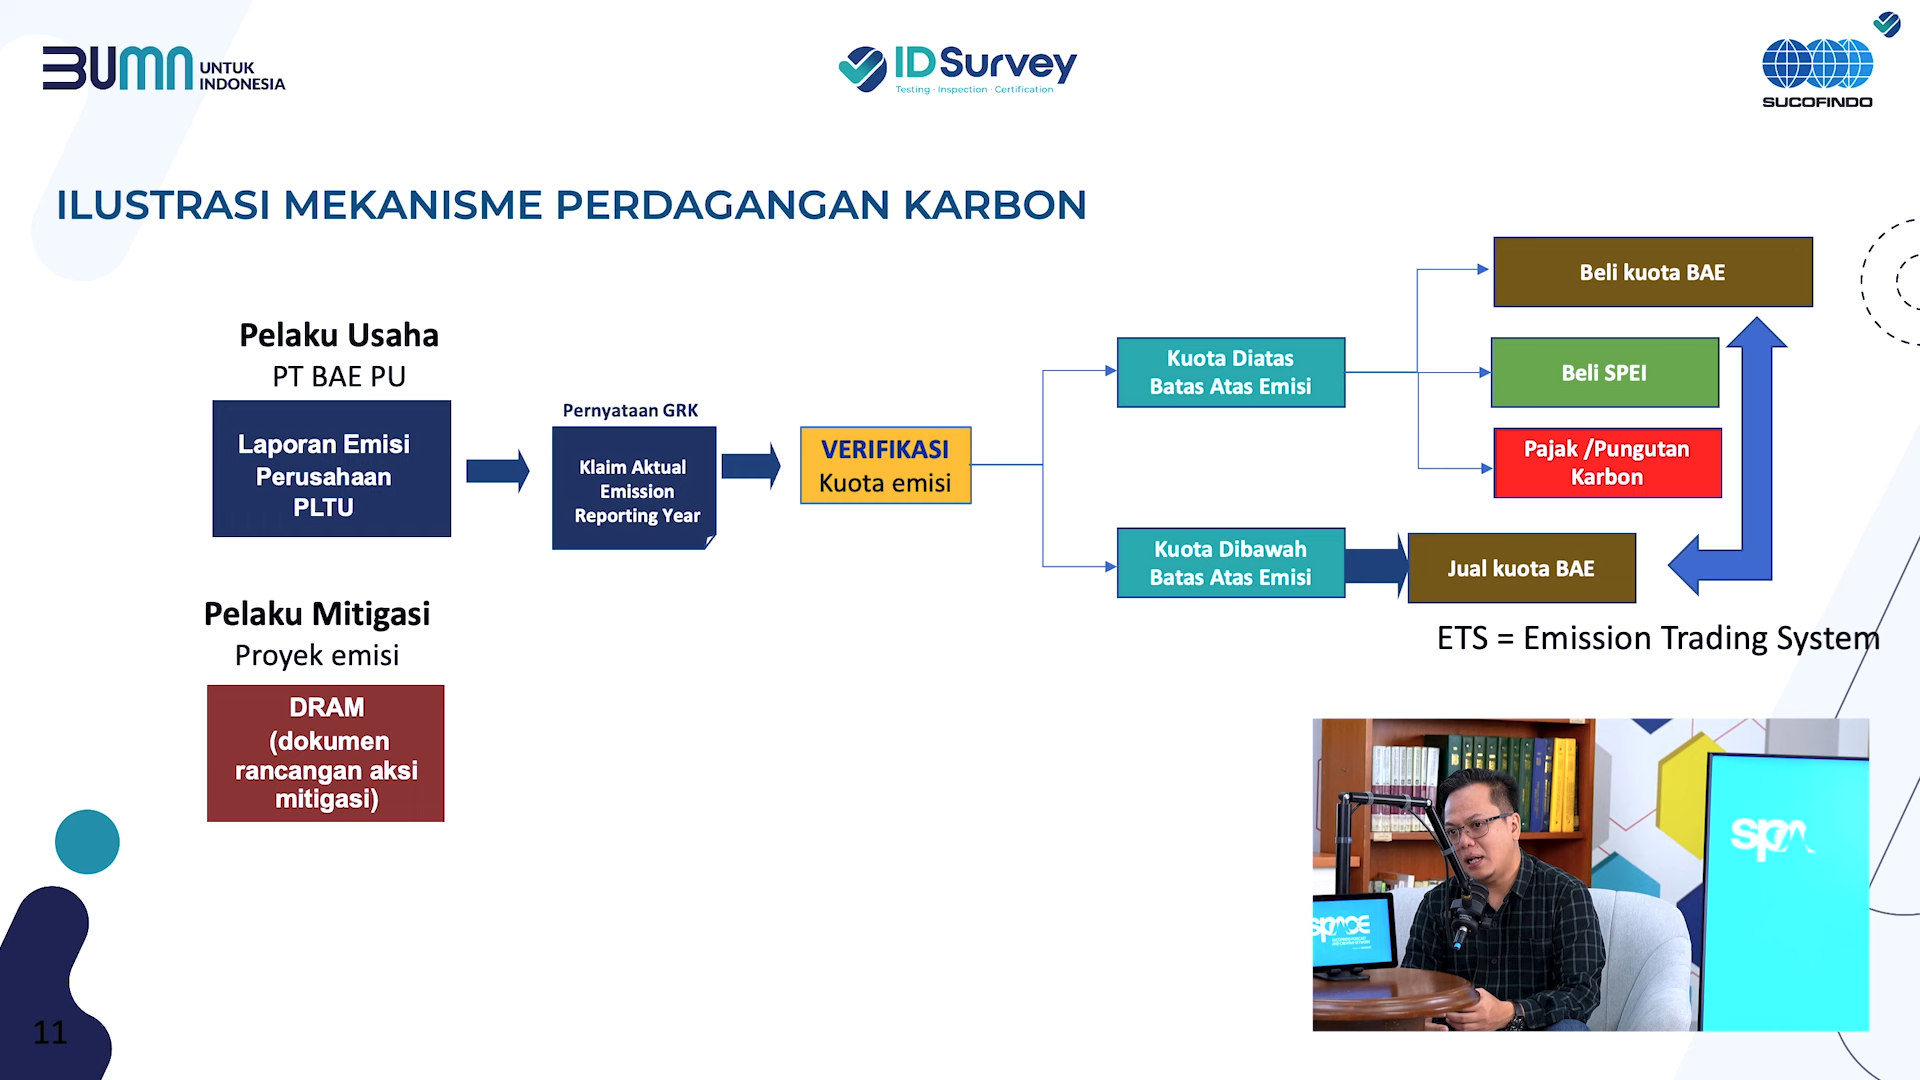 BUMN UNTUK
INDONESIA
ID Survey
Testing · Inspection · Certification
SUCOFINDO
ILUSTRASI MEKANISME PERDAGANGAN KARBON
Pelaku Usaha
PT BAE PU
Laporan Emisi
Perusahaan
PLTU
Pernyataan GRK
Klaim Aktual
Emission
Reporting Year
VERIFIKASI
Kuota emisi
Kuota Diatas
Batas Atas Emisi
Beli kuota BAE
Beli SPEI
Pajak /Pungutan
Karbon
Kuota Dibawah
Batas Atas Emisi
Jual kuota BAE
ETS = Emission Trading System
Pelaku Mitigasi
Proyek emisi
DRAM
(dokumen
rancangan aksi
mitigasi)
11